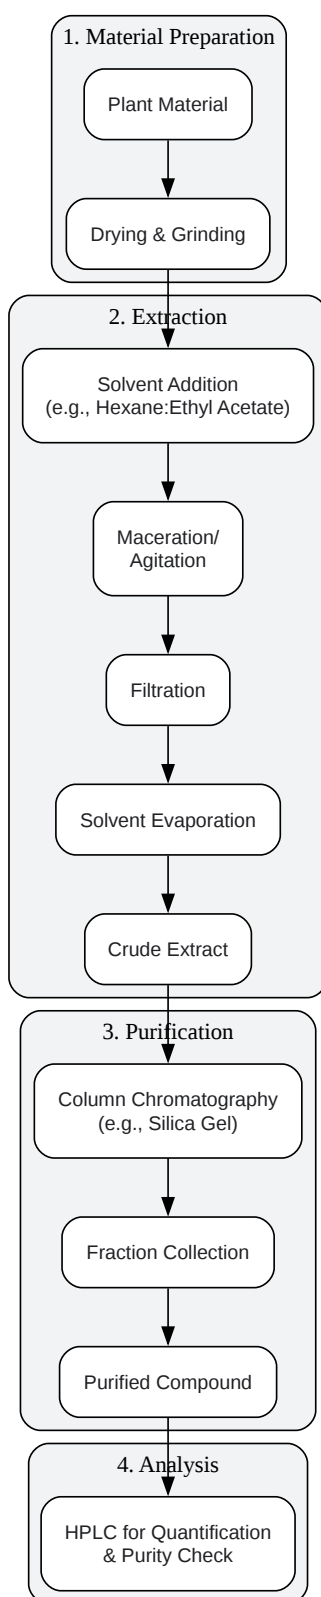 1. Material Preparation
Plant Material
Drying & Grinding
2. Extraction
Solvent Addition
(e.g., Hexane:Ethyl Acetate)
Maceration/
Agitation
Filtration
Solvent Evaporation
Crude Extract
3. Purification
Column Chromatography
(e.g., Silica Gel)
Fraction Collection
Purified Compound
4. Analysis
HPLC for Quantification
& Purity Check